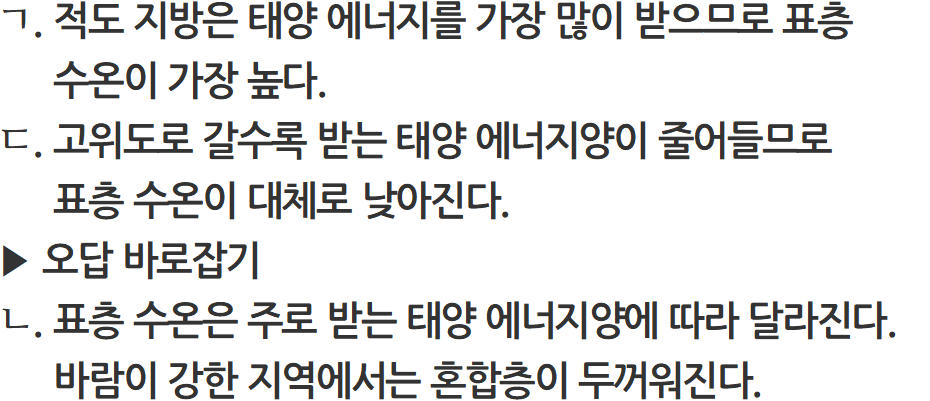 ㄱ. 적도 지방은 태양 에너지를 가장 많이 받으므로 표층
수온이 가장 높다.
ㄷ. 고위도로 갈수록 받는 태양 에너지양이 줄어들므로
표층 수온이 대체로 낮아진다.
▶ 오답 바로잡기
ㄴ. 표층 수온은 주로 받는 태양 에너지양에 따라 달라진다.
바람이 강한 지역에서는 혼합층이 두꺼워진다.